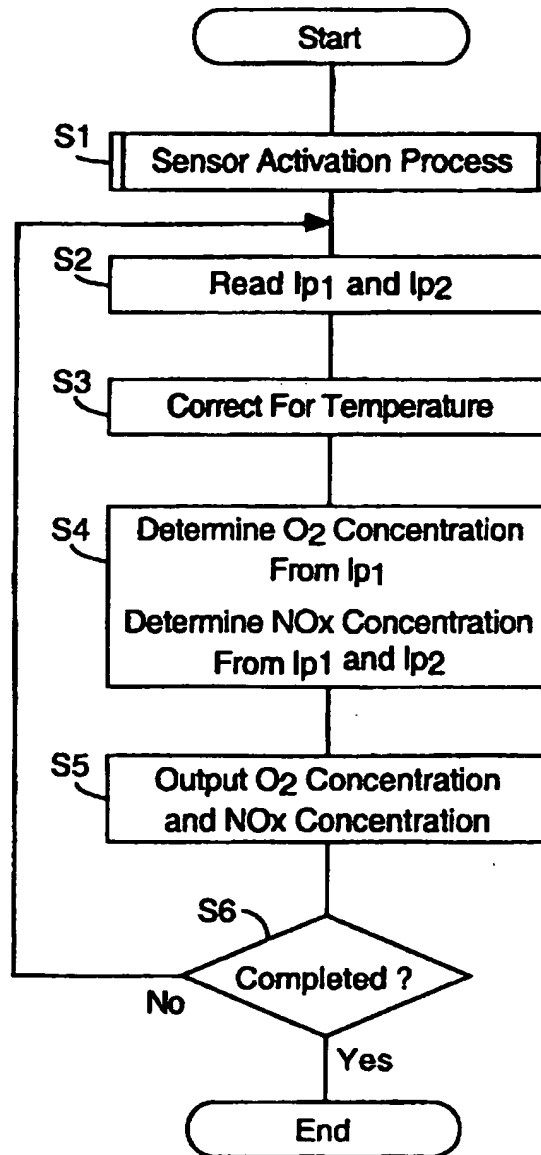 Start
S1
Sensor Activation Process
S2
Read Ip1 and Ip2
S3
Correct For Temperature
S4
Determine O2 Concentration
From Ip1
Determine NOx Concentration
From Ip1 and Ip2
S5
Output O2 Concentration
and NOx Concentration
S6
Completed ?
No
Yes
End